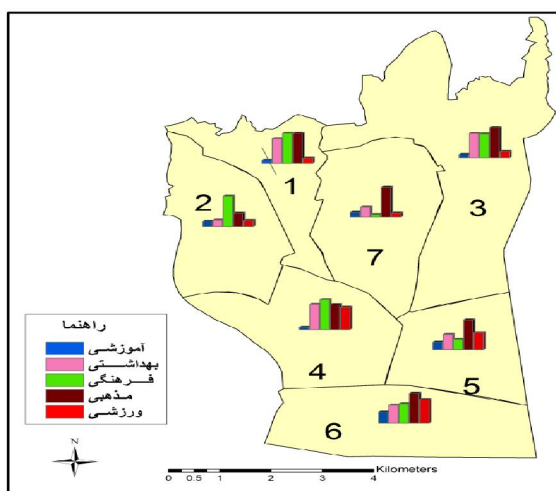 1
2
3
7
4
5
6
راهنما
آموزشی
بهداشتی
فرهنگی
مذهبی
ورزشی
N
Kilometers
0 0.5 1 2 3 4